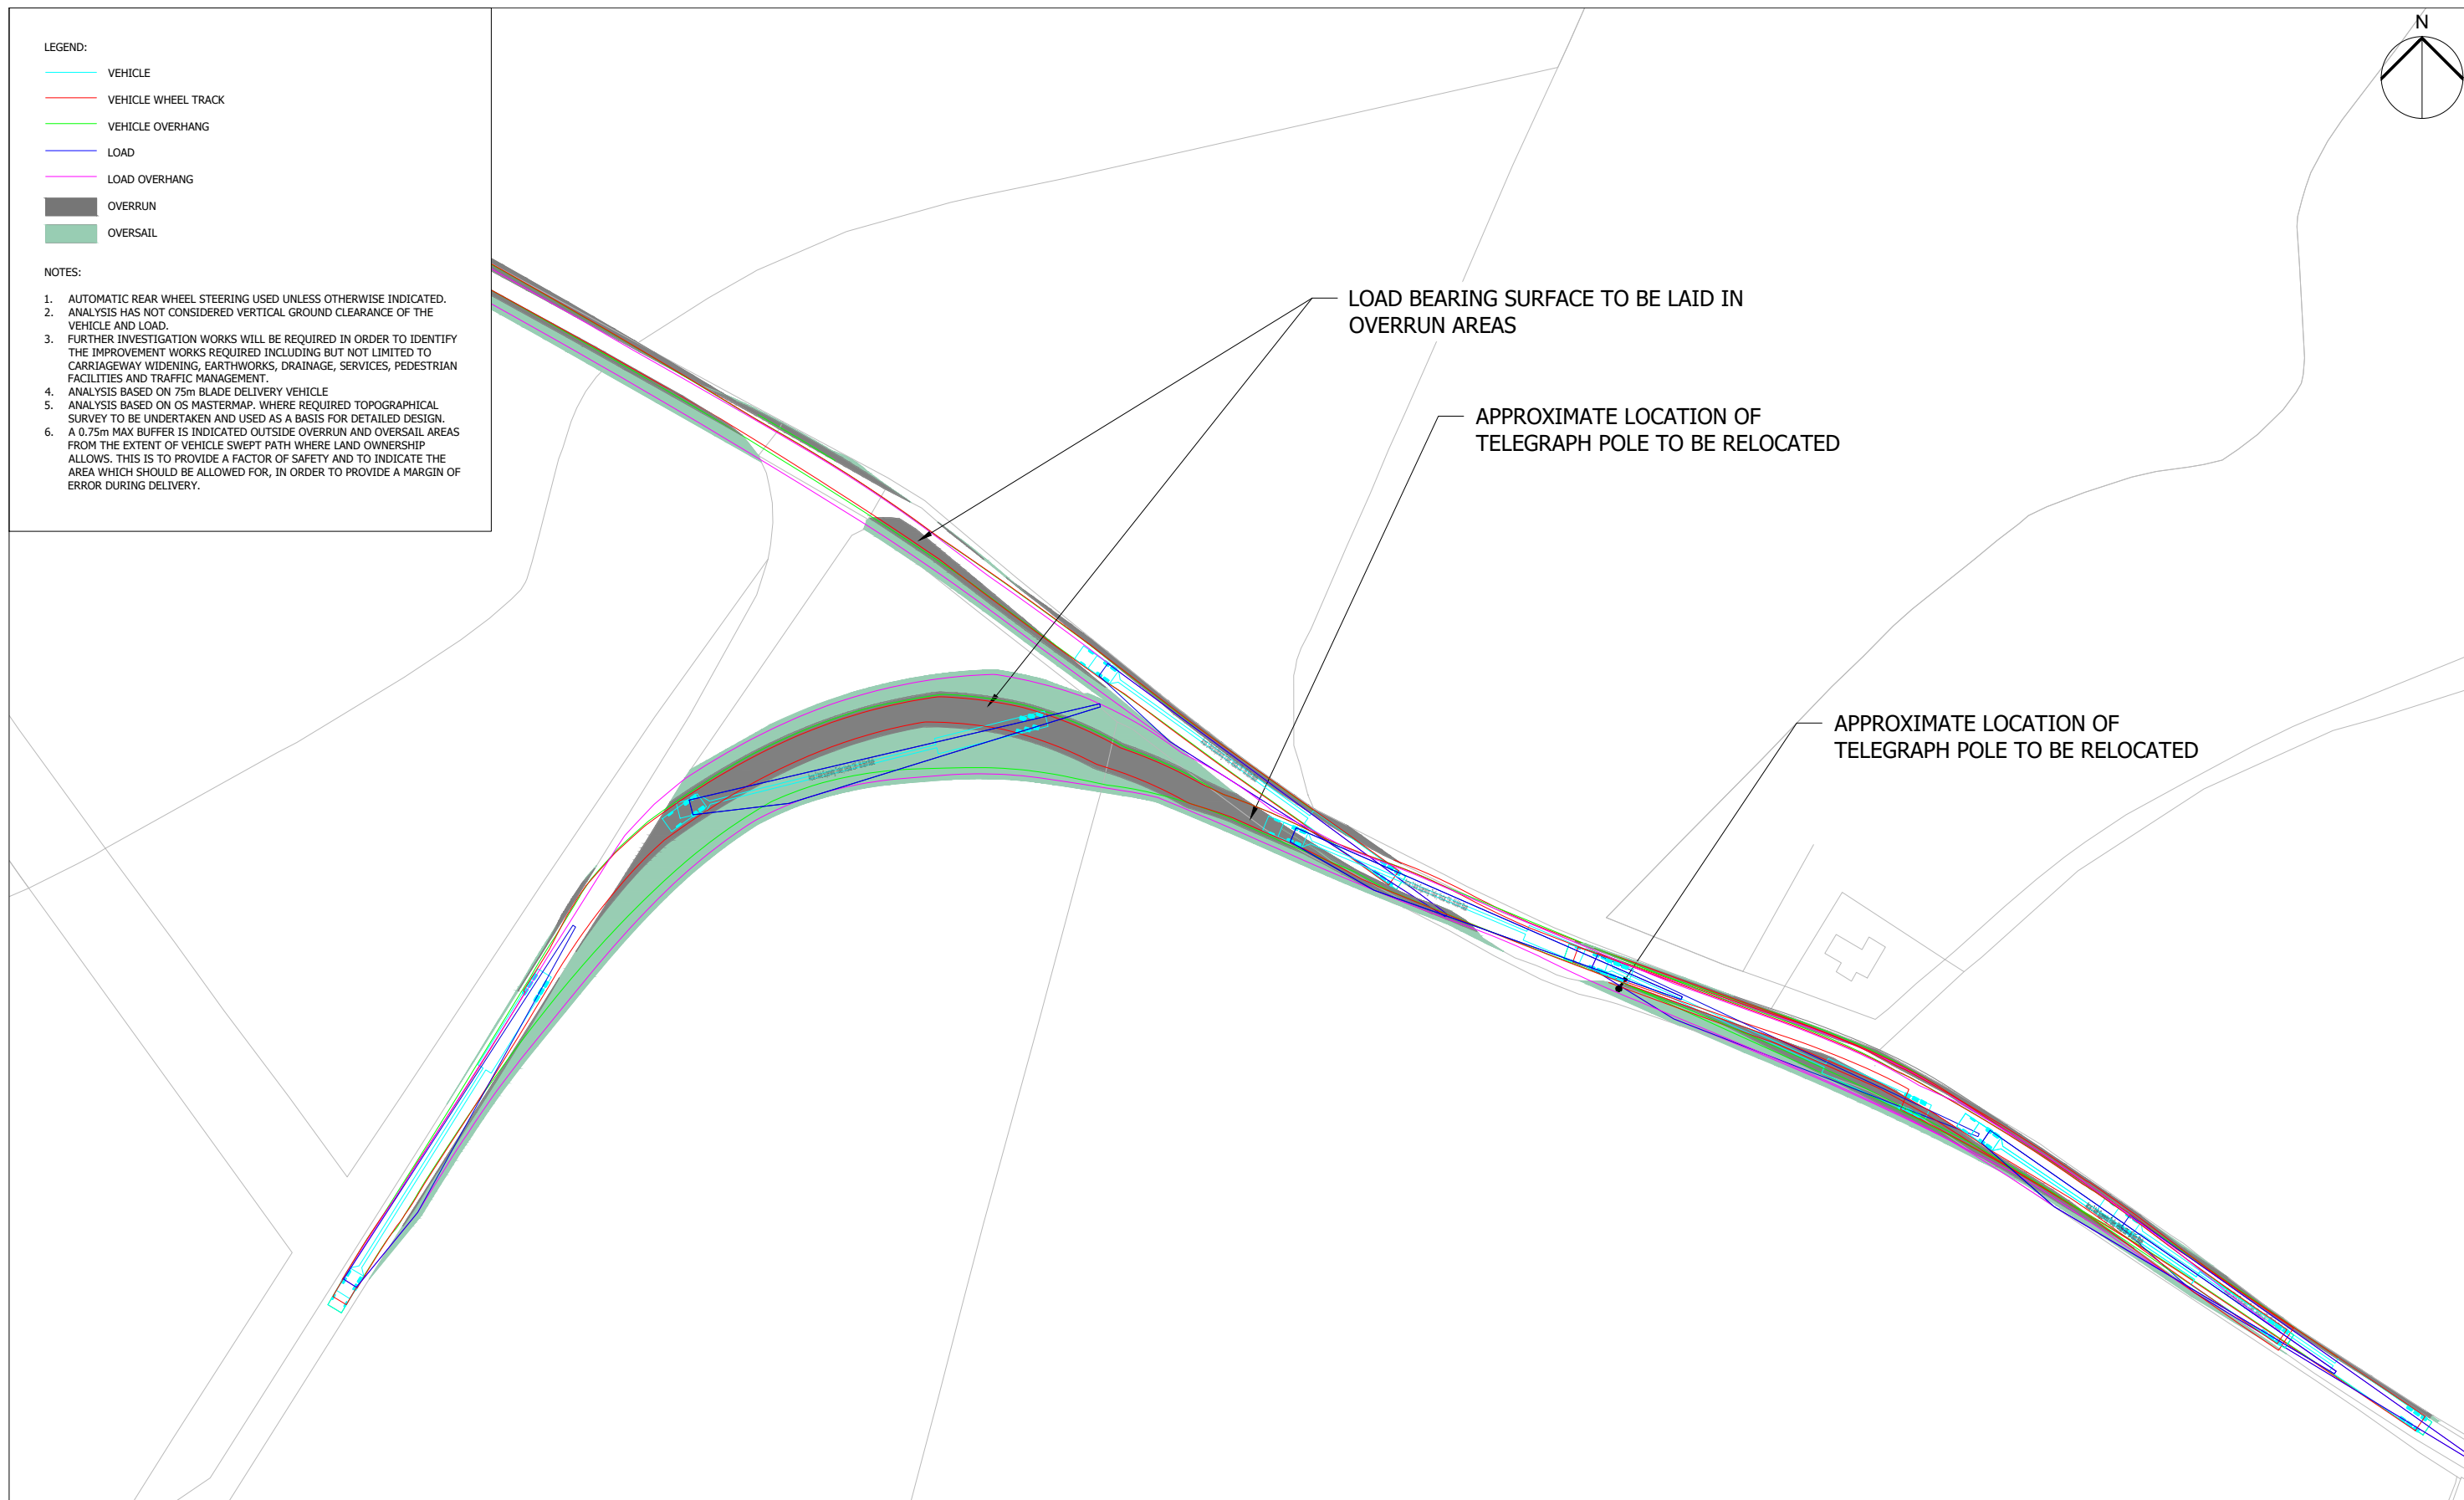 LEGEND:
VEHICLE
VEHICLE WHEEL TRACK
VEHICLE OVERHANG
LOAD
LOAD OVERHANG
OVERRUN
OVERSAIL
NOTES:
1. AUTOMATIC REAR WHEEL STEERING USED UNLESS OTHERWISE INDICATED.
2. ANALYSIS HAS NOT CONSIDERED VERTICAL GROUND CLEARANCE OF THE
VEHICLE AND LOAD.
3. FURTHER INVESTIGATION WORKS WILL BE REQUIRED IN ORDER TO IDENTIFY
THE IMPROVEMENT WORKS REQUIRED INCLUDING BUT NOT LIMITED TO
CARRIAGEWAY WIDENING, EARTHWORKS, DRAINAGE, SERVICES, PEDESTRIAN
FACILITIES AND TRAFFIC MANAGEMENT.
4. ANALYSIS BASED ON 75m BLADE DELIVERY VEHICLE
5. ANALYSIS BASED ON OS MASTERMAP. WHERE REQUIRED TOPOGRAPHICAL
SURVEY TO BE UNDERTAKEN AND USED AS A BASIS FOR DETAILED DESIGN.
6. A 0.75m MAX BUFFER IS INDICATED OUTSIDE OVERRUN AND OVERSAIL AREAS
FROM THE EXTENT OF VEHICLE SWEPT PATH WHERE LAND OWNERSHIP
ALLOWS. THIS IS TO PROVIDE A FACTOR OF SAFETY AND TO INDICATE THE
AREA WHICH SHOULD BE ALLOWED FOR, IN ORDER TO PROVIDE A MARGIN OF
ERROR DURING DELIVERY.
N
LOAD BEARING SURFACE TO BE LAID IN
OVERRUN AREAS
APPROXIMATE LOCATION OF
TELEGRAPH POLE TO BE RELOCATED
APPROXIMATE LOCATION OF
TELEGRAPH POLE TO BE RELOCATED